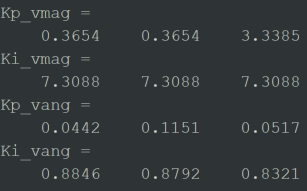 Kp_vmag =
0.3654 0.3654 3.3385
Ki_vmag =
7.3088 7.3088 7.3088
Kp_vang =
0.0442 0.1151 0.0517
Ki_vang =
0.8846 0.8792 0.8321